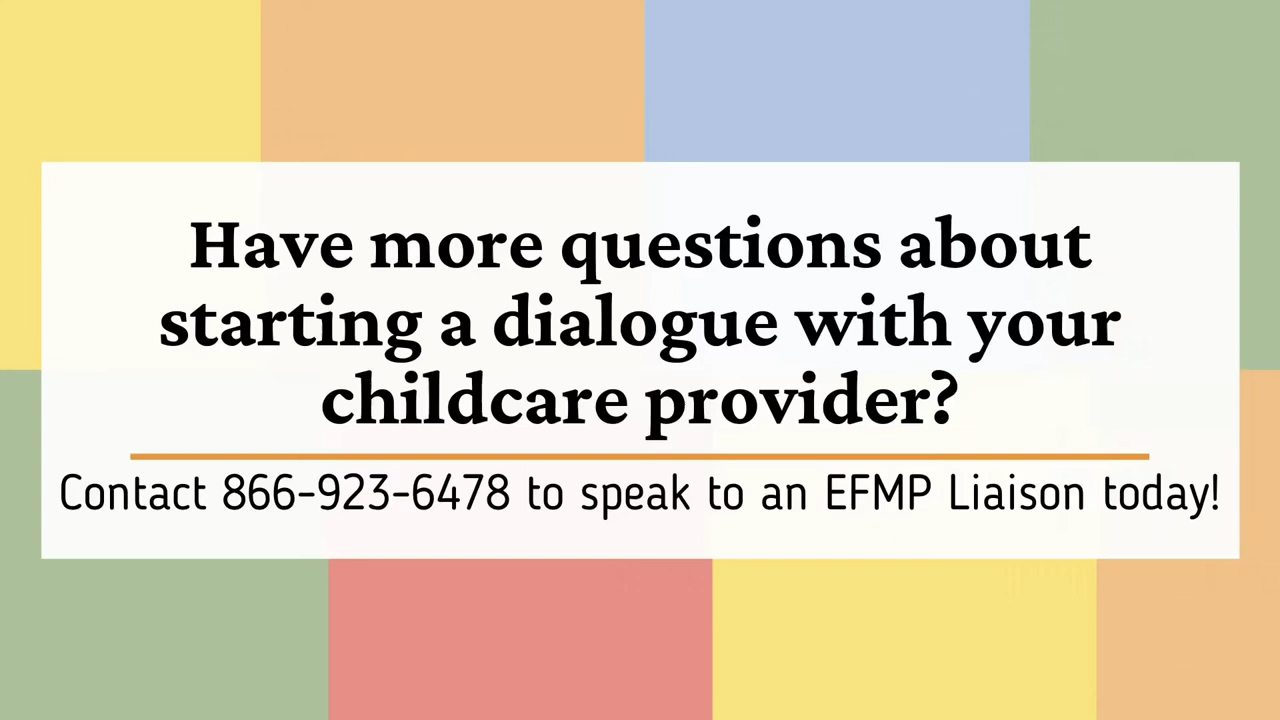 Have more questions about
starting a dialogue with your
childcare provider?
Contact 866-923-6478 to speak to an EFMP Liaison today!